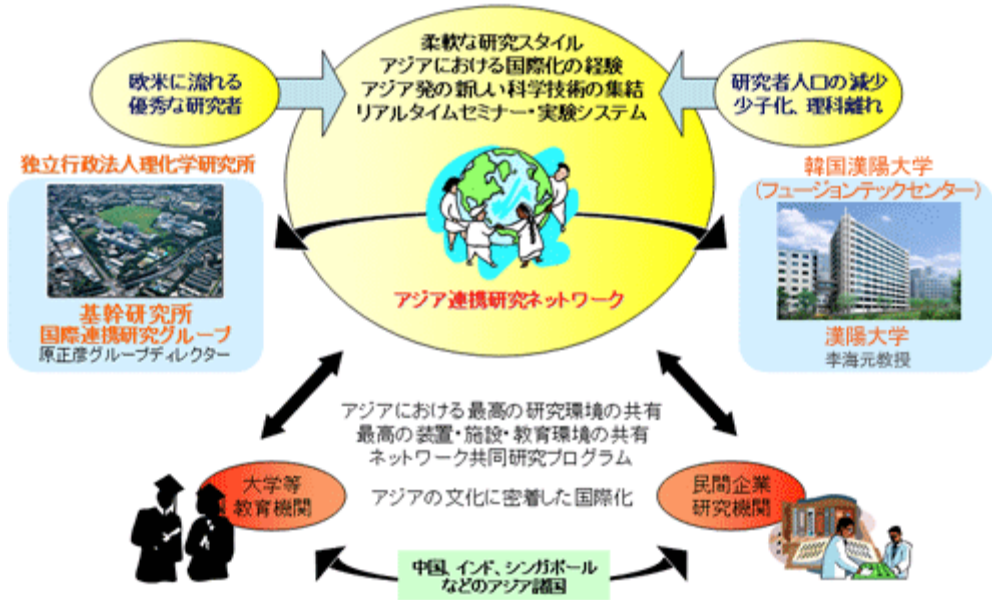 柔軟な研究スタイル
アジアにおける国際化の経験
アジア発の新しい科学技術の集結
リアルタイムセミナー・実験システム
欧米に流れる
優秀な研究者
研究者人口の減少
少子化、理科離れ
独立行政法人理化学研究所
韓国漢陽大学
(フュージョンテックセンター)
アジア連携研究ネットワーク
基幹研究所
国際連携研究グループ
原正彦グループディレクター
漢陽大学
李海元教授
アジアにおける最高の研究環境の共有
最高の装置・施設・教育環境の共有
ネットワーク共同研究プログラム
アジアの文化に密着した国際化
大学等
教育機関
民間企業
研究機関
中国、インド、シンガポール
などのアジア諸国